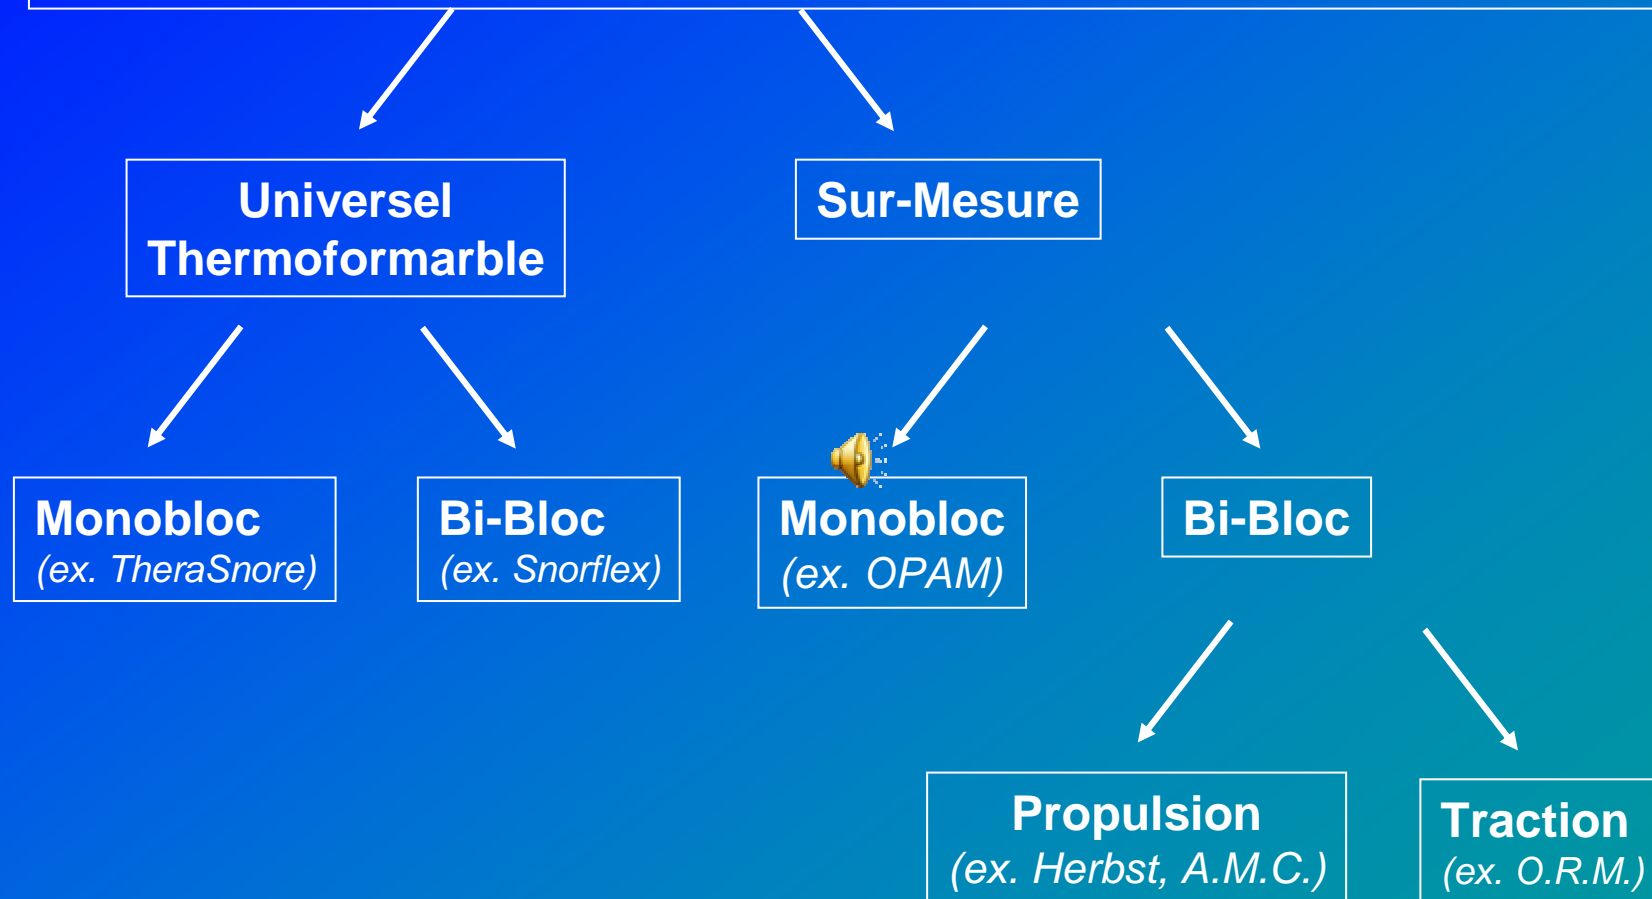 Universel
Thermoformarble
Sur-Mesure
Monobloc
(ex. TheraSnore)
Bi-Bloc
(ex. Snorflex)
Monobloc
(ex. OPAM)
Bi-Bloc
Propulsion
(ex. Herbst, A.M.C.)
Traction
(ex. O.R.M.)